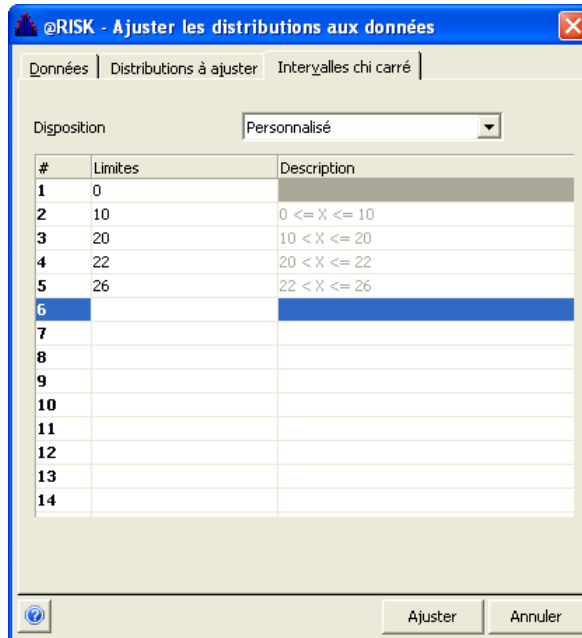 @RISK - Ajuster les distributions aux données
Données Distributions à ajuster Intervalles chi carré
Disposition Personnalisé
# Limites Description
1 0
2 10 0 <= X <= 10
3 20 10 < X <= 20
4 22 20 < X <= 22
5 26 22 < X <= 26
6
7
8
9
10
11
12
13
14
? Ajuster Annuler